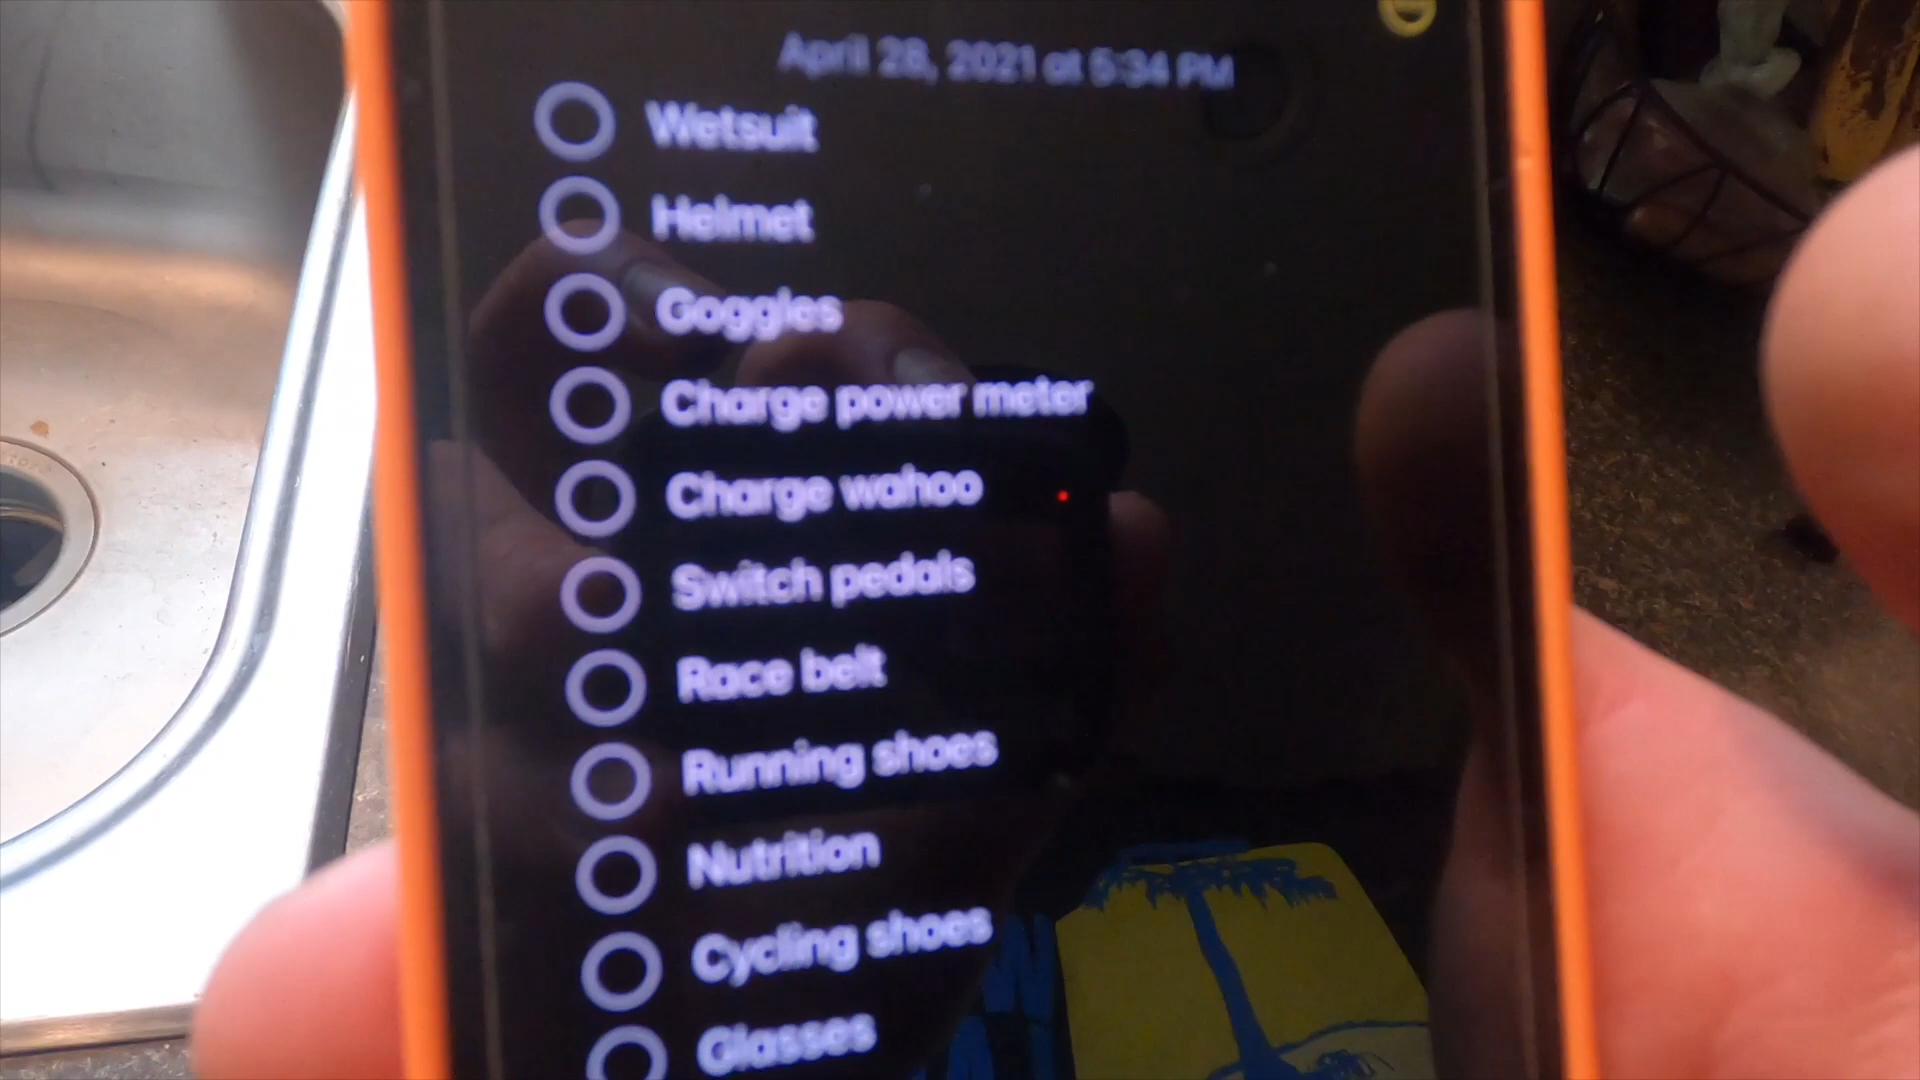 April 28, 2021 at 5:34 PM
Wetsuit
Helmet
Goggles
Charge power meter
Charge wahoo
Switch pedals
Race belt
Running shoes
Nutrition
Cycling shoes
Glasses